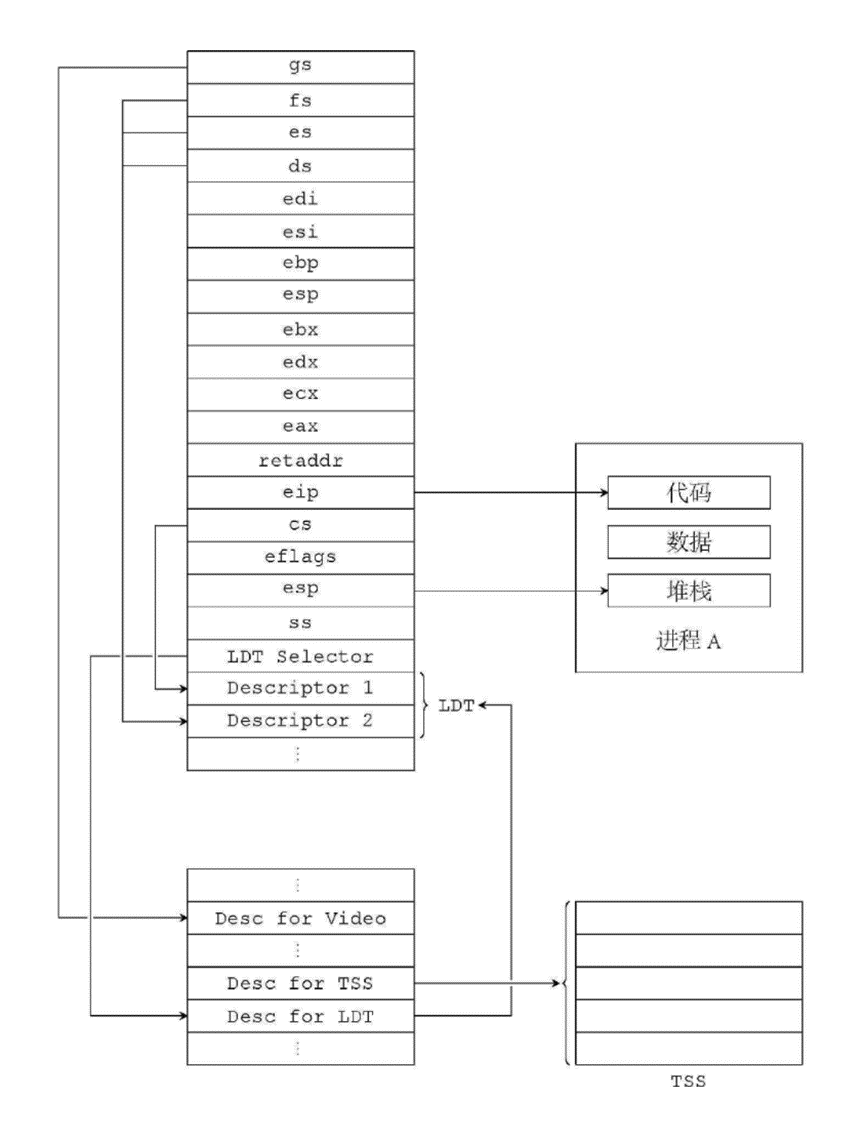 gs
fs
es
ds
edi
esi
ebp
esp
ebx
edx
ecx
eax
retaddr
eip
cs
eflags
esp
ss
LDT Selector
Descriptor 1
Descriptor 2
⋮
LDT
代码
数据
堆栈
进程 A
⋮
Desc for Video
⋮
Desc for TSS
Desc for LDT
⋮
TSS